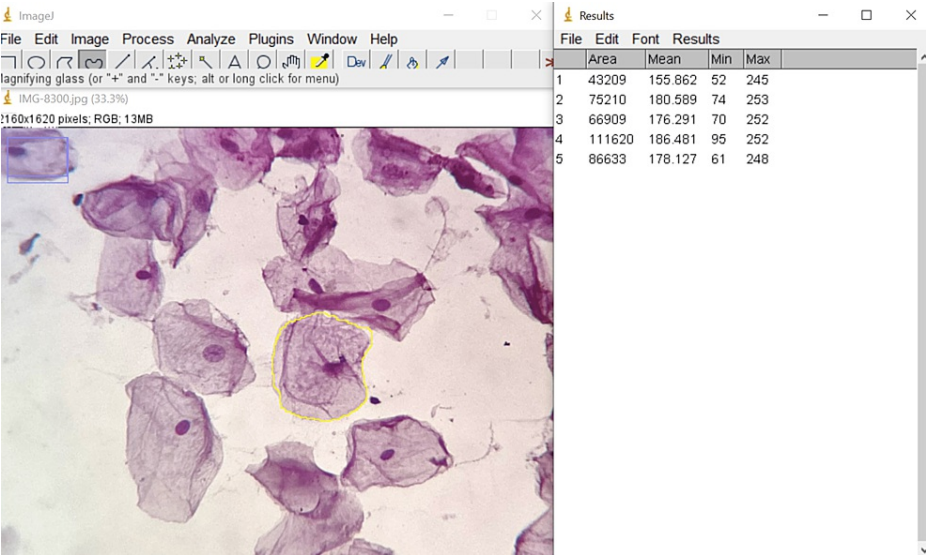 ImageJ
File Edit Image Process Analyze Plugins Window Help
Dev
Magnifying glass (or "+" and "-" keys; alt or long click for menu)
IMG-8300.jpg (33.3%)
2160x1620 pixels; RGB; 13MB
Results
File Edit Font Results
Area Mean Min Max
1 43209 155.862 52 245
2 75210 180.589 74 253
3 66909 176.291 70 252
4 111620 186.481 95 252
5 86633 178.127 61 248